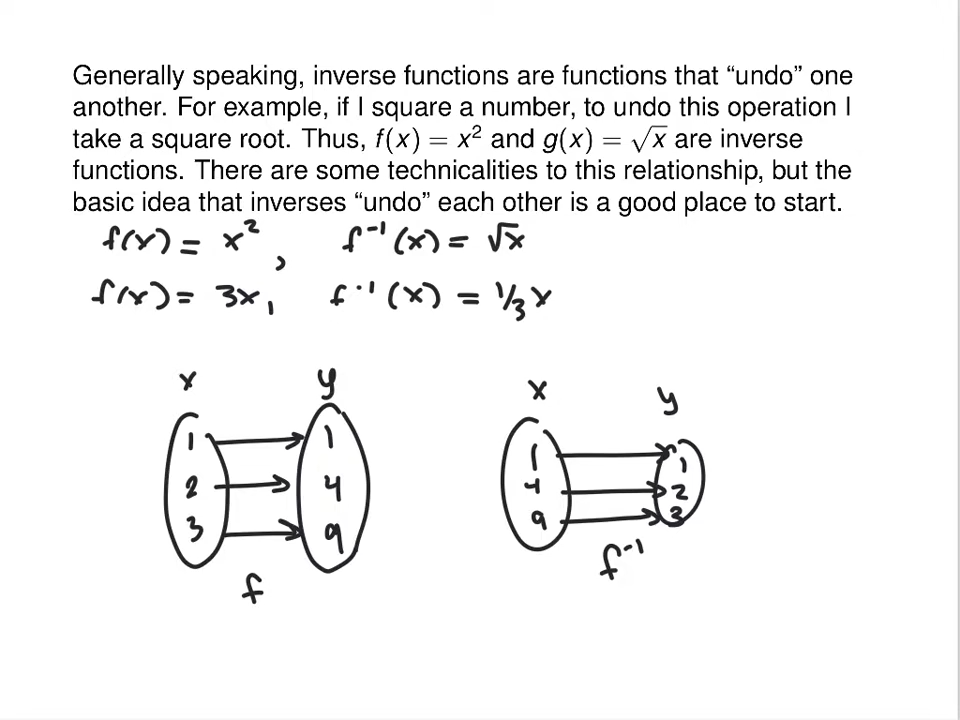 Generally speaking, inverse functions are functions that “undo” one
another. For example, if I square a number, to undo this operation I
take a square root. Thus, f(x) = x² and g(x) = √x are inverse
functions. There are some technicalities to this relationship, but the
basic idea that inverses “undo” each other is a good place to start.
f(x) = x², f⁻¹(x) = √x
f(x) = 3x, f⁻¹(x) = 1/3 x
x y x y
1 1 1 1
2 4 4 2
3 9 9 3
f f⁻¹